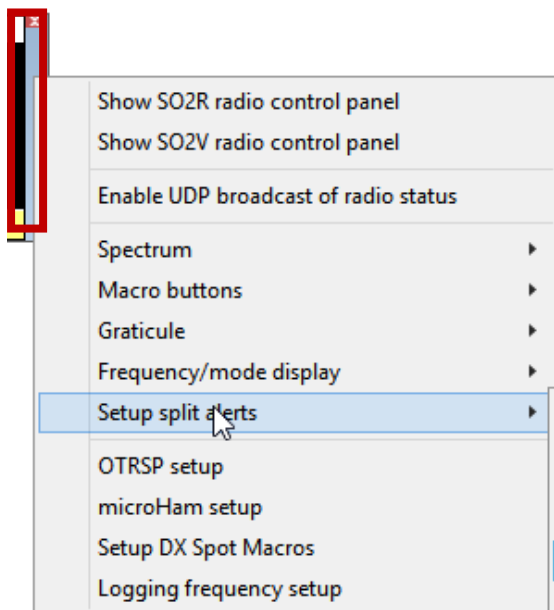 Show SO2R radio control panel
Show SO2V radio control panel
Enable UDP broadcast of radio status
Spectrum
Macro buttons
Graticule
Frequency/mode display
Setup split alerts
OTRSP setup
microHam setup
Setup DX Spot Macros
Logging frequency setup